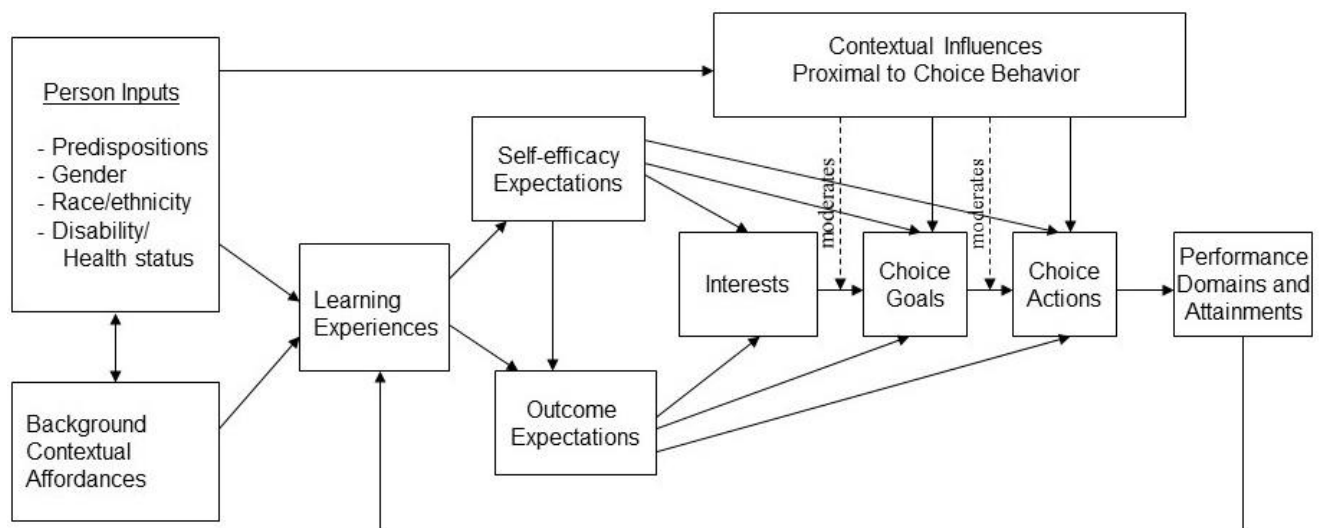 Person Inputs
- Predispositions
- Gender
- Race/ethnicity
- Disability/
Health status
Background
Contextual
Affordances
Learning
Experiences
Self-efficacy
Expectations
Outcome
Expectations
Contextual Influences
Proximal to Choice Behavior
Interests
moderates
Choice
Goals
moderates
Choice
Actions
Performance
Domains and
Attainments